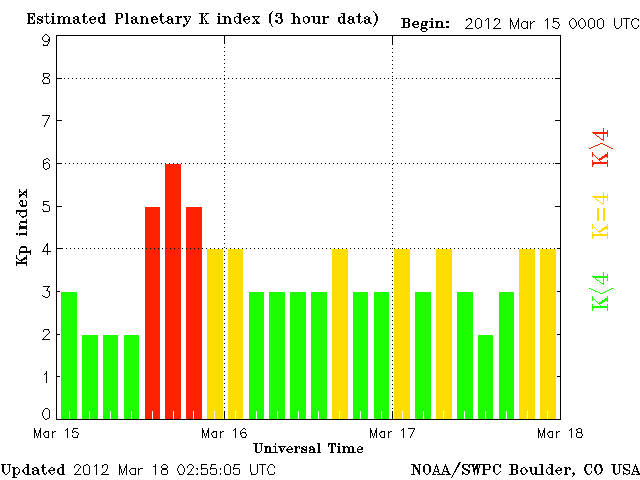 Estimated Planetary K index (3 hour data)
Begin: 2012 Mar 15 0000 UTC
9
8
7
6
5
4
3
2
1
0
Kp index
K>4
K=4
K<4
Mar 15
Mar 16
Mar 17
Mar 18
Universal Time
Updated 2012 Mar 18 02:55:05 UTC
NOAA/SWPC Boulder, CO USA